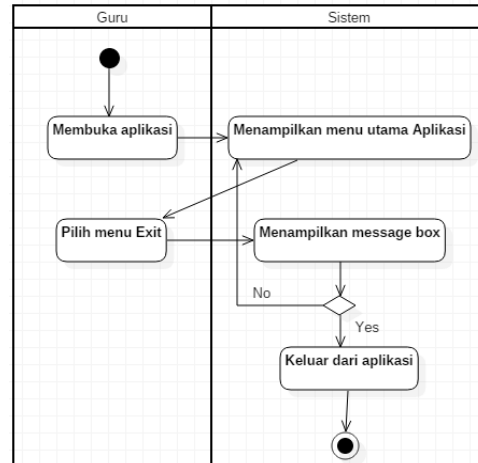 Guru
Sistem
Membuka aplikasi
Menampilkan menu utama Aplikasi
Pilih menu Exit
Menampilkan message box
No
Yes
Keluar dari aplikasi